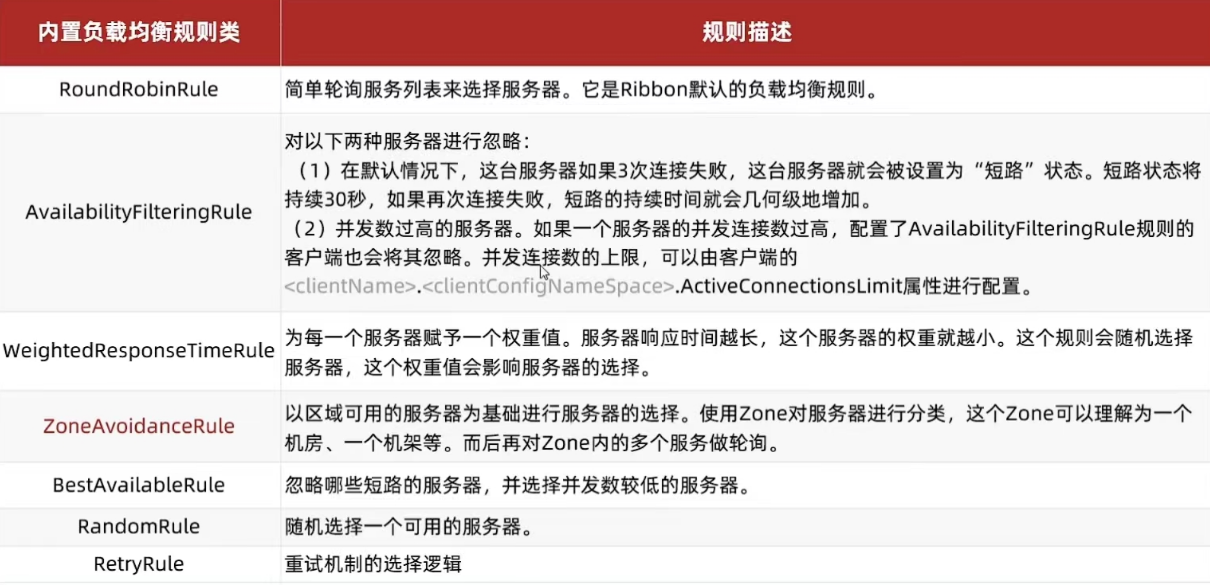 内置负载均衡规则类
规则描述
RoundRobinRule
简单轮询服务列表来选择服务器。它是Ribbon默认的负载均衡规则。
AvailabilityFilteringRule
对以下两种服务器进行忽略：
（1）在默认情况下，这台服务器如果3次连接失败，这台服务器就会被设置为“短路”状态。短路状态将
持续30秒，如果再次连接失败，短路的持续时间就会几何级地增加。
（2）并发数过高的服务器。如果一个服务器的并发连接数过高，配置了AvailabilityFilteringRule规则的
客户端也会将其忽略。并发连接数的上限，可以由客户端的
<clientName>.<clientConfigNameSpace>.ActiveConnectionsLimit属性进行配置。
WeightedResponseTimeRule
为每一个服务器赋予一个权重值。服务器响应时间越长，这个服务器的权重就越小。这个规则会随机选择
服务器，这个权重值会影响服务器的选择。
ZoneAvoidanceRule
以区域可用的服务器为基础进行服务器的选择。使用Zone对服务器进行分类，这个Zone可以理解为一个
机房、一个机架等。而后再对Zone内的多个服务做轮询。
BestAvailableRule
忽略哪些短路的服务器，并选择并发数较低的服务器。
RandomRule
随机选择一个可用的服务器。
RetryRule
重试机制的选择逻辑